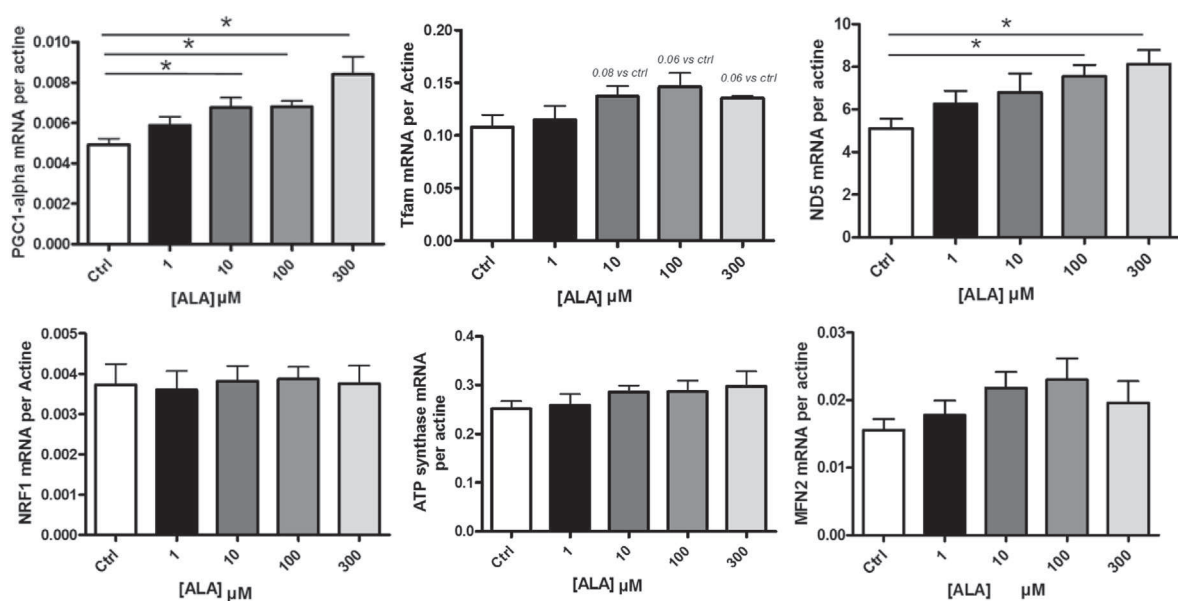 *
*
*
PGC1-alpha mRNA per actine
0.010
0.008
0.006
0.004
0.002
0.000
Ctrl
1
10
100
300
[ALA] µM
Tfam mRNA per Actine
0.20
0.15
0.10
0.05
0.00
0.08 vs ctrl
0.06 vs ctrl
0.06 vs ctrl
Ctrl
1
10
100
300
[ALA] µM
*
*
ND5 mRNA per actine
10
8
6
4
2
0
Ctrl
1
10
100
300
[ALA] µM
NRF1 mRNA per Actine
0.005
0.004
0.003
0.002
0.001
0.000
Ctrl
1
10
100
300
[ALA] µM
ATP synthase mRNA
per actine
0.4
0.3
0.2
0.1
0.0
Ctrl
1
10
100
300
[ALA] µM
MFN2 mRNA per actine
0.03
0.02
0.01
0.00
Ctrl
1
10
100
300
[ALA] µM